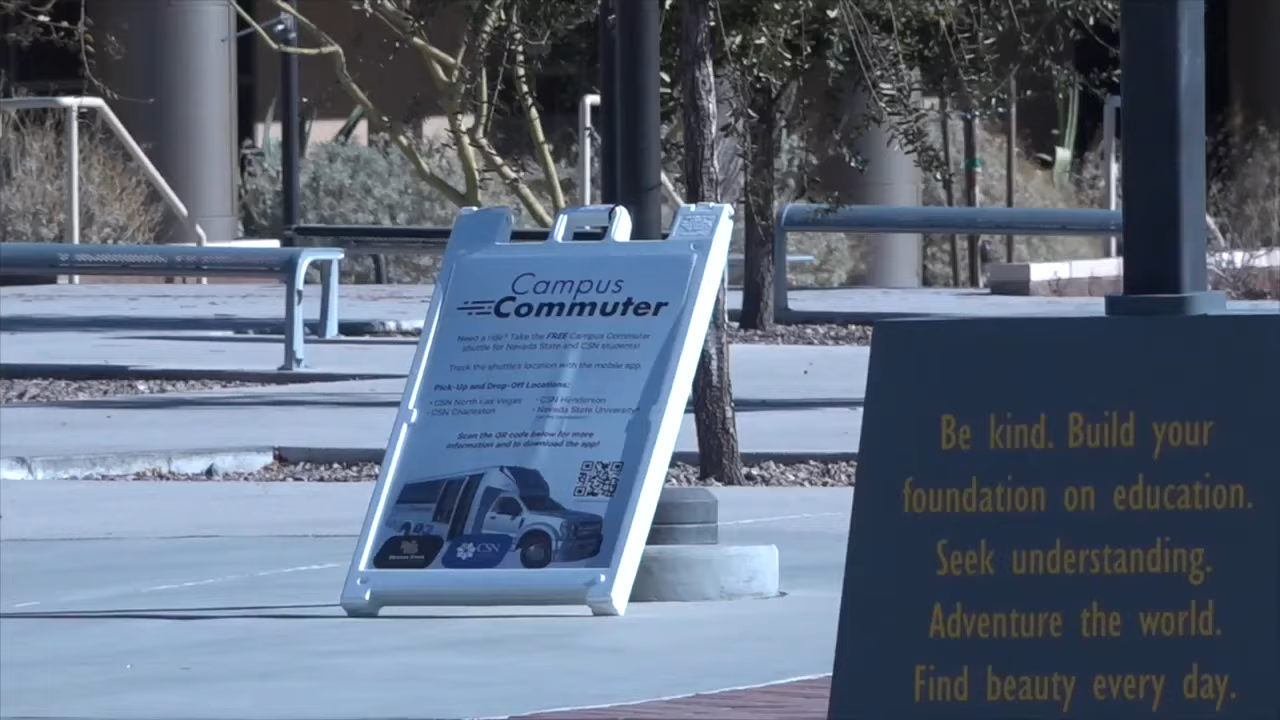 Campus
Commuter
Need a ride? Take the FREE Campus Commuter
shuttle for Nevada State and CSN students!
Track the shuttle's location with the mobile app.
Pick-Up and Drop-Off Locations:
• CSN North Las Vegas
• CSN Charleston
• CSN Henderson
• Nevada State University*
Scan the QR code below for more
information and to download the app!
CSN
Be kind. Build your
foundation on education.
Seek understanding.
Adventure the world.
Find beauty every day.